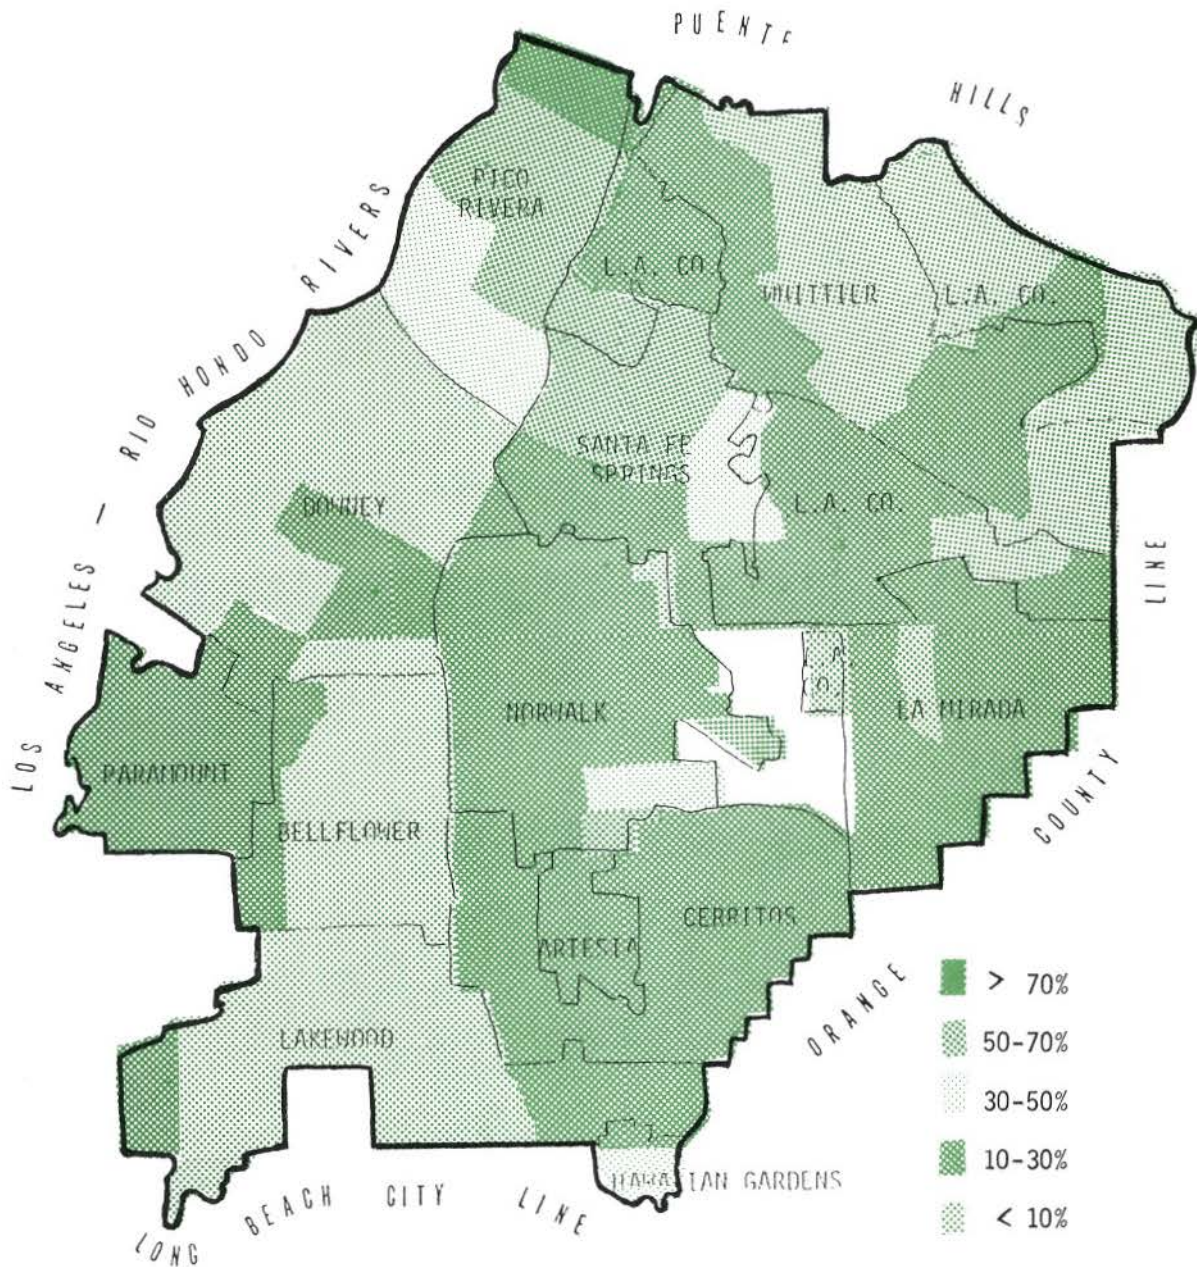 PUENTE
HILLS
PICO
RIVERA
L.A. CO
WHITTIER
L.A. CO.
LOS ANGELES — RIO HONDO RIVERS
SANTA FE
SPRINGS
DOWNEY
L.A. CO.
NORWALK
LA MIRADA
PARAMOUNT
BELLFLOWER
CERRITOS
ARTESIA
LAKEWOOD
HAWAIIAN GARDENS
ORANGE COUNTY LINE
LONG BEACH CITY LINE
> 70%
50-70%
30-50%
10-30%
< 10%